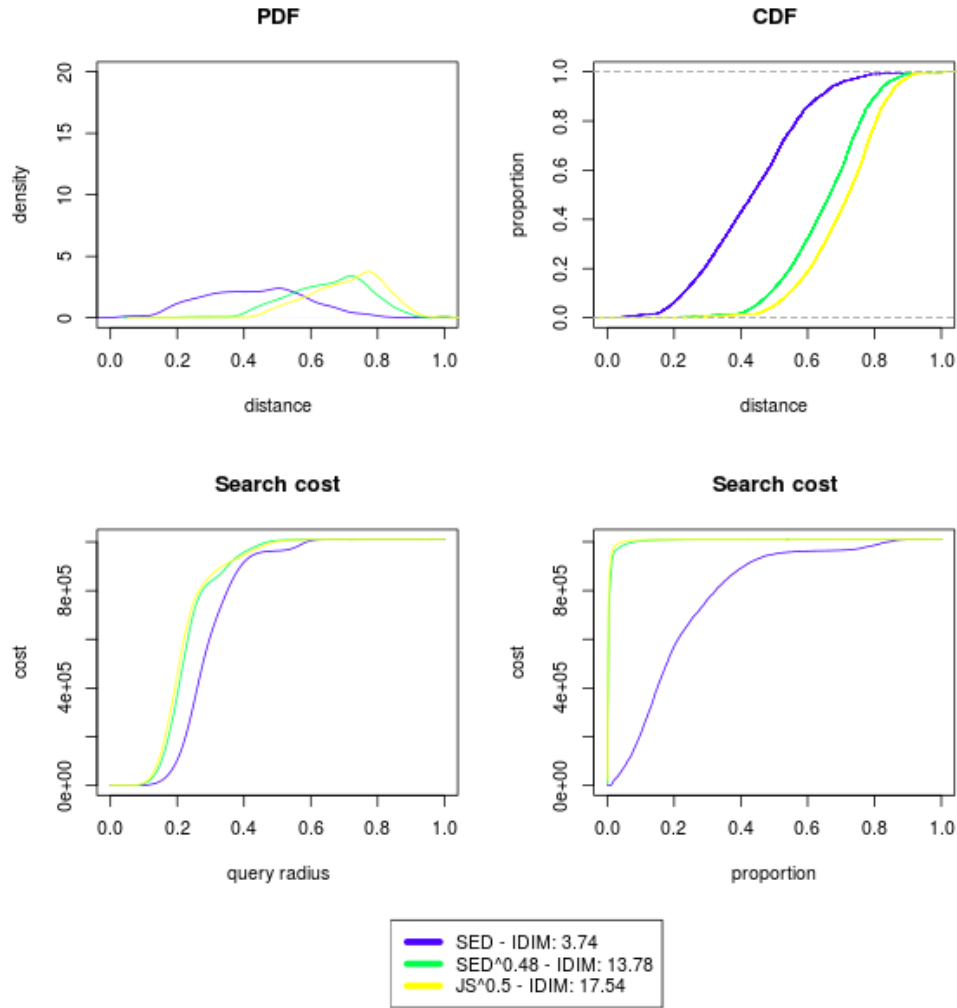 PDF
CDF
density
0
5
10
15
20
0.0 0.2 0.4 0.6 0.8 1.0
distance
proportion
0.0
0.2
0.4
0.6
0.8
1.0
0.0 0.2 0.4 0.6 0.8 1.0
distance
Search cost
Search cost
cost
0e+00
4e+05
8e+05
0.0 0.2 0.4 0.6 0.8 1.0
query radius
cost
0e+00
4e+05
8e+05
0.0 0.2 0.4 0.6 0.8 1.0
proportion
SED - IDIM: 3.74
SED^0.48 - IDIM: 13.78
JS^0.5 - IDIM: 17.54